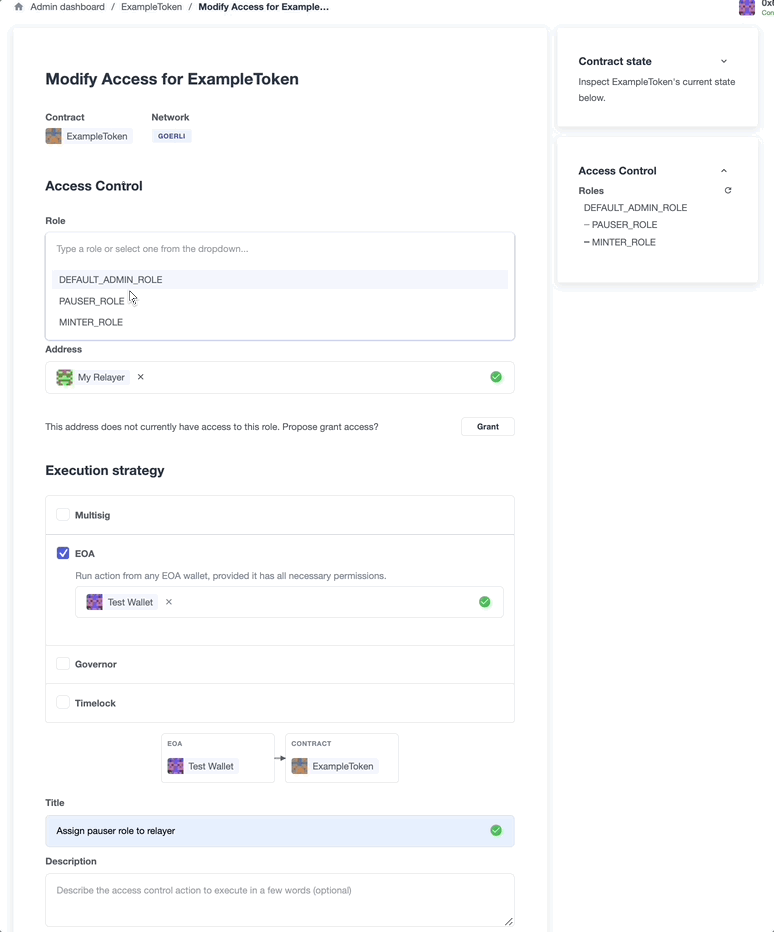 Admin dashboard / ExampleToken / Modify Access for Example...
Modify Access for ExampleToken
Contract Network
ExampleToken GOERLI
Access Control
Role
Type a role or select one from the dropdown...
DEFAULT_ADMIN_ROLE
PAUSER_ROLE
MINTER_ROLE
Address
My Relayer ×
This address does not currently have access to this role. Propose grant access? Grant
Execution strategy
Multisig
EOA
Run action from any EOA wallet, provided it has all necessary permissions.
Test Wallet ×
Governor
Timelock
EOA CONTRACT
Test Wallet ExampleToken
Title
Assign pauser role to relayer
Description
Describe the access control action to execute in a few words (optional)
Contract state
Inspect ExampleToken's current state
below.
Access Control
Roles
DEFAULT_ADMIN_ROLE
– PAUSER_ROLE
– MINTER_ROLE